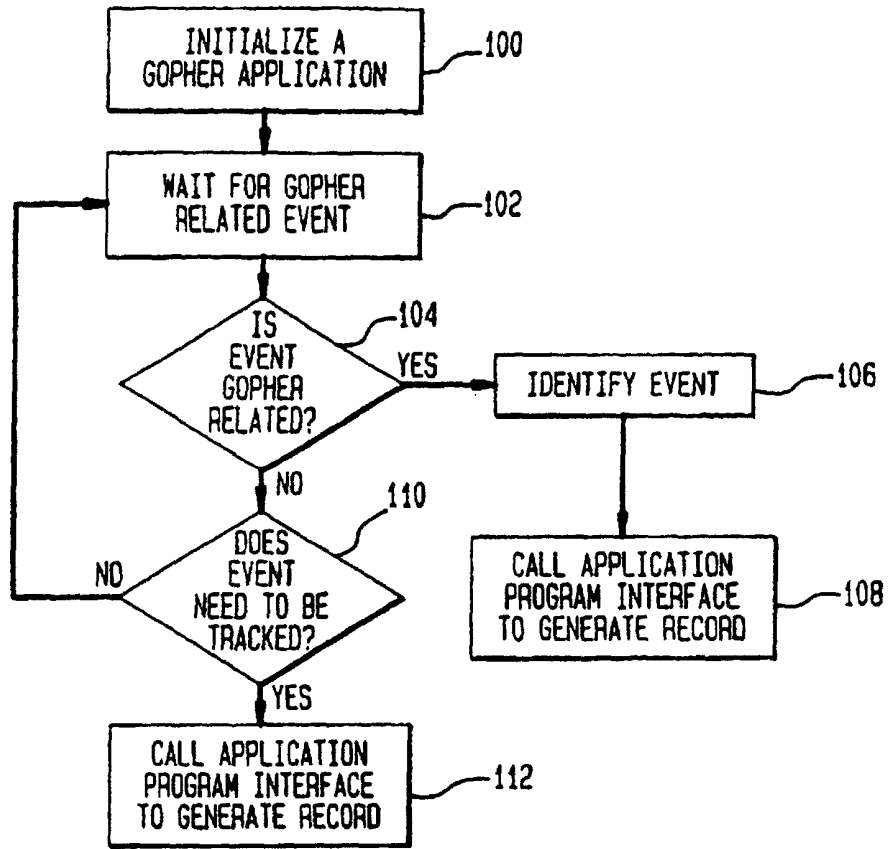 INITIALIZE A
GOPHER APPLICATION
100
WAIT FOR GOPHER
RELATED EVENT
102
IS
EVENT
GOPHER
RELATED?
104
YES
IDENTIFY EVENT
106
NO
CALL APPLICATION
PROGRAM INTERFACE
TO GENERATE RECORD
108
DOES
EVENT
NEED TO BE
TRACKED?
110
NO
YES
CALL APPLICATION
PROGRAM INTERFACE
TO GENERATE RECORD
112